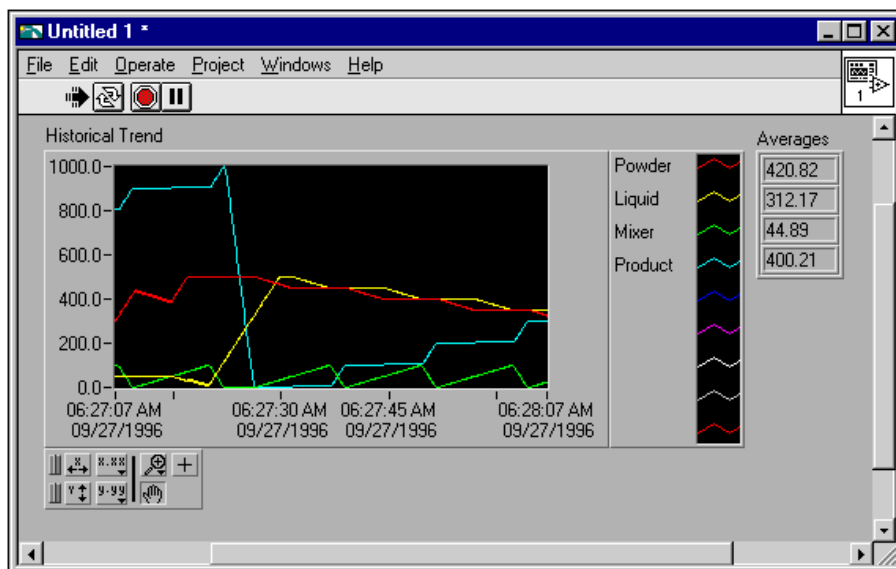 Untitled 1 *
File Edit Operate Project Windows Help
1
Historical Trend
Averages
1000.0
800.0
600.0
400.0
200.0
0.0
06:27:07 AM 06:27:30 AM 06:27:45 AM 06:28:07 AM
09/27/1996 09/27/1996 09/27/1996 09/27/1996
Powder
Liquid
Mixer
Product
420.82
312.17
44.89
400.21
X X.XX
Y Y.YY